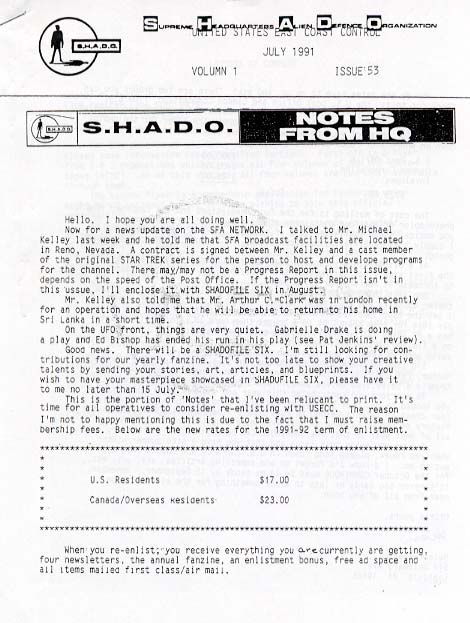 SUPREME HEADQUARTERS ALIEN DEFENCE ORGANIZATION
S.H.A.D.O.
UNITED STATES EAST COAST CONTROL
JULY 1991
VOLUMN 1 ISSUE 53
S.H.A.D.O.
S.H.A.D.O. NOTES
FROM HQ
Hello. I hope you are all doing well.
Now for a news update on the SFA NETWORK. I talked to Mr. Michael
Kelley last week and he told me that SFA broadcast facilities are located
in Reno, Nevada. A contract is signed between Mr. Kelley and a cast member
of the original STAR TREK series for the person to host and develope programs
for the channel. There may/may not be a Progress Report in this issue,
depends on the speed of the Post Office. If the Progress Report isn't in
this ussue, I'll enclose it with SHADOFILE SIX in August.
Mr. Kelley also told me that Mr. Arthur C. Clark was in London recently
for an operation and hopes that he will be able to return to his home in
Sri Lanka in a short time.
On the UFO front, things are very quiet. Gabrielle Drake is doing
a play and Ed Bishop has ended his run in his play (see Pat Jenkins' review).
Good news. There will be a SHADOFILE SIX. I'm still looking for con-
tributions for our yearly fanzine. It's not too late to show your creative
talents by sending your stories, art, articles, and blueprints. If you
wish to have your masterpiece showcased in SHADUFILE SIX, please have it
to me no later than 15 July.
This is the portion of 'Notes' that I've been relucant to print. It's
time for all operatives to consider re-enlisting with USECC. The reason
I'm not to happy mentioning this is due to the fact that I must raise mem-
bership fees. Below are the new rates for the 1991-92 term of enlistment.
U.S. Residents $17.00
Canada/Overseas Residents $23.00
When you re-enlist; you receive everything you are currently are getting,
four newsletters, the annual fanzine, an enlistment bonus, free ad space and
all items mailed first class/air mail.